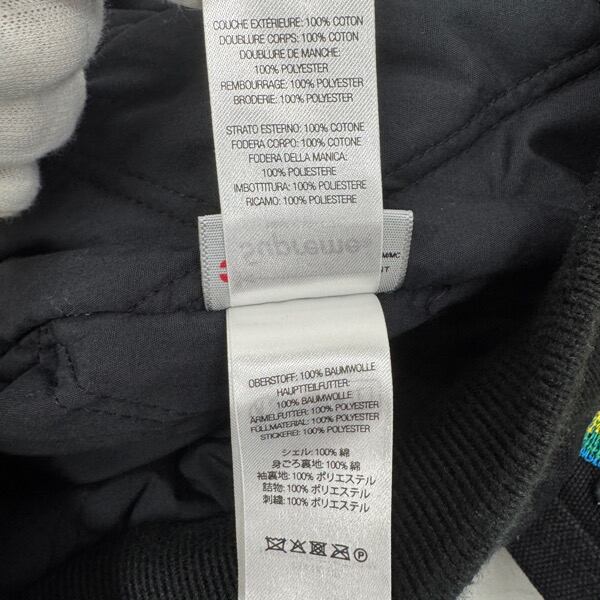 COUCHE EXTÉRIEURE: 100% COTON
DOUBLURE CORPS: 100% COTON
DOUBLURE DE MANCHE:
100% POLYESTER
REMBOURRAGE: 100% POLYESTER
BRODERIE: 100% POLYESTER
STRATO ESTERNO: 100% COTONE
FODERA CORPO: 100% COTONE
FODERA DELLA MANICA:
100% POLIESTERE
IMBOTTITURA: 100% POLIESTERE
RICAMO: 100% POLIESTERE
Supreme
M/MC
OBERSTOFF: 100% BAUMWOLLE
HAUPTTEILFUTTER:
100% BAUMWOLLE
ÄRMELFUTTER: 100% POLYESTER
FÜLLMATERIAL: 100% POLYESTER
STICKEREI: 100% POLYESTER
シェル: 100% 綿
身ごろ裏地: 100% 綿
袖裏地: 100% ポリエステル
詰物: 100% ポリエステル
刺繍: 100% ポリエステル
P